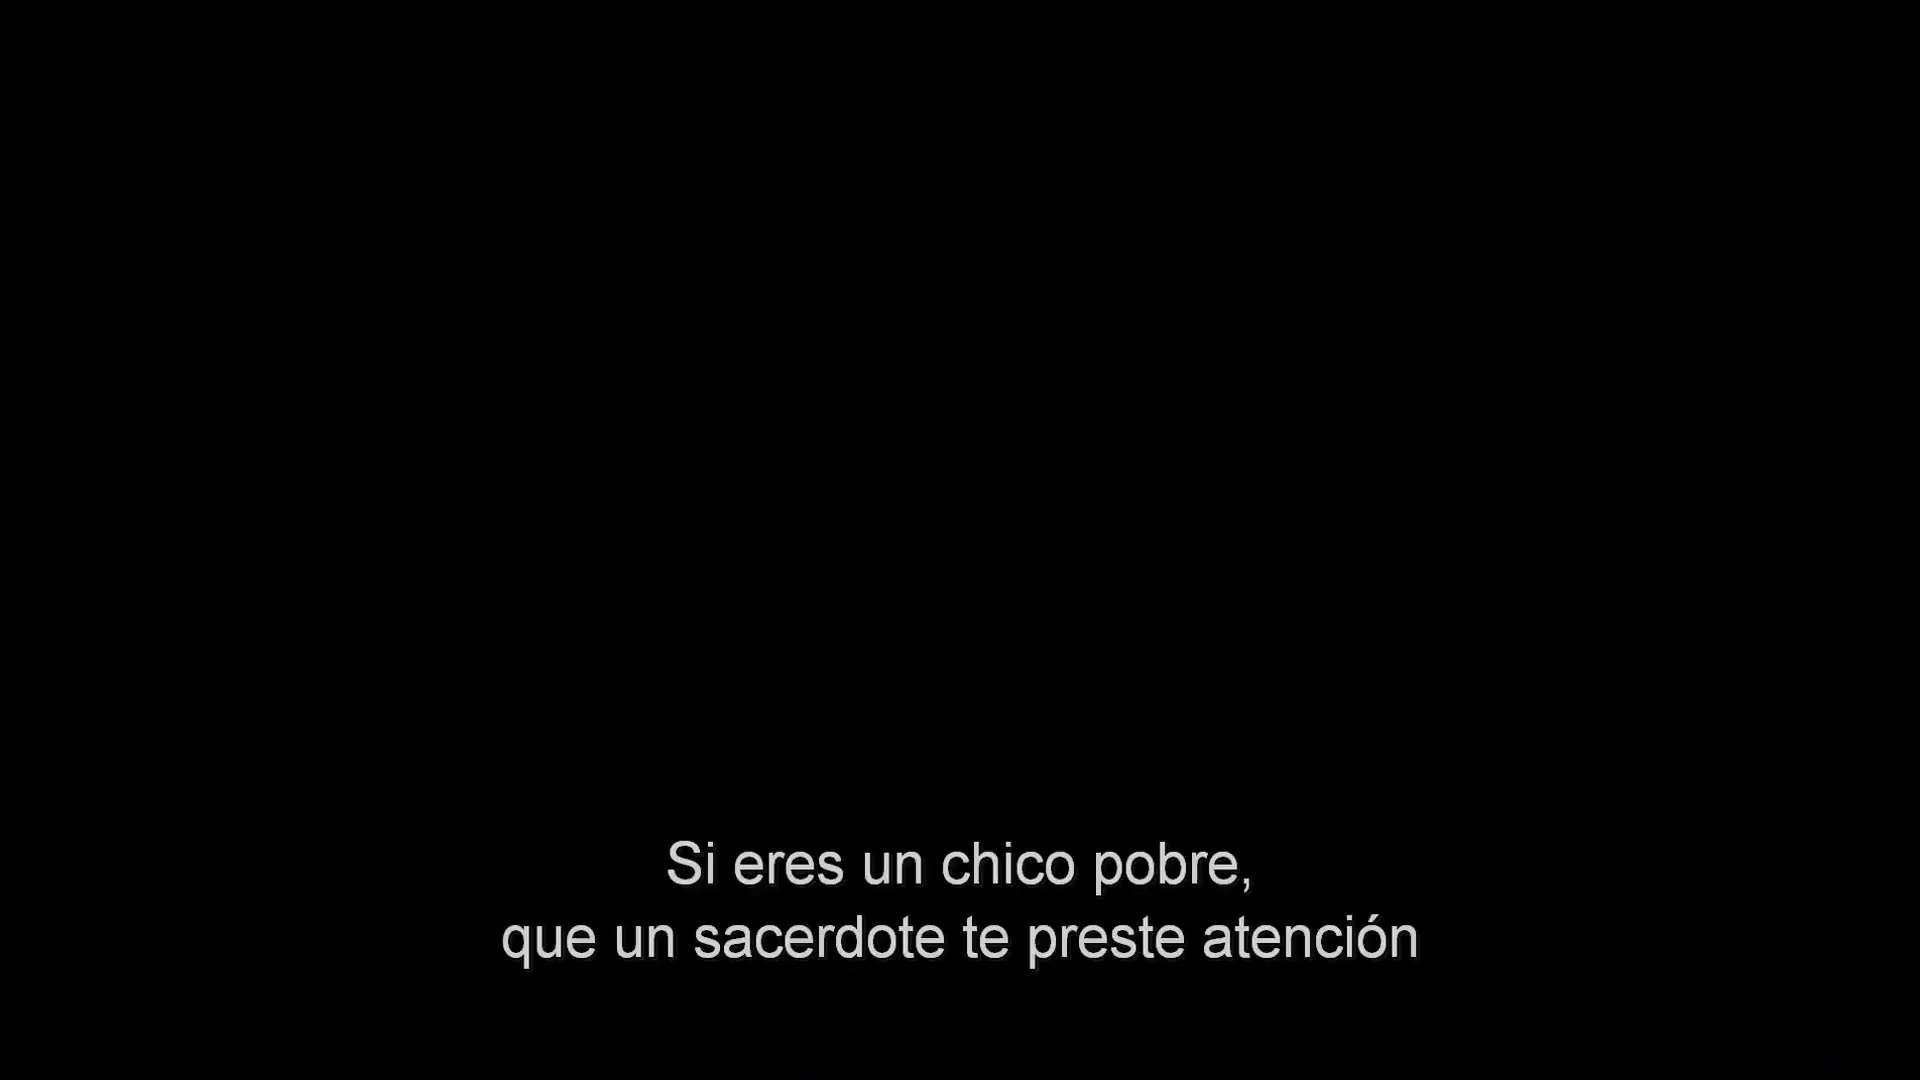 Si eres un chico pobre,
que un sacerdote te preste atención